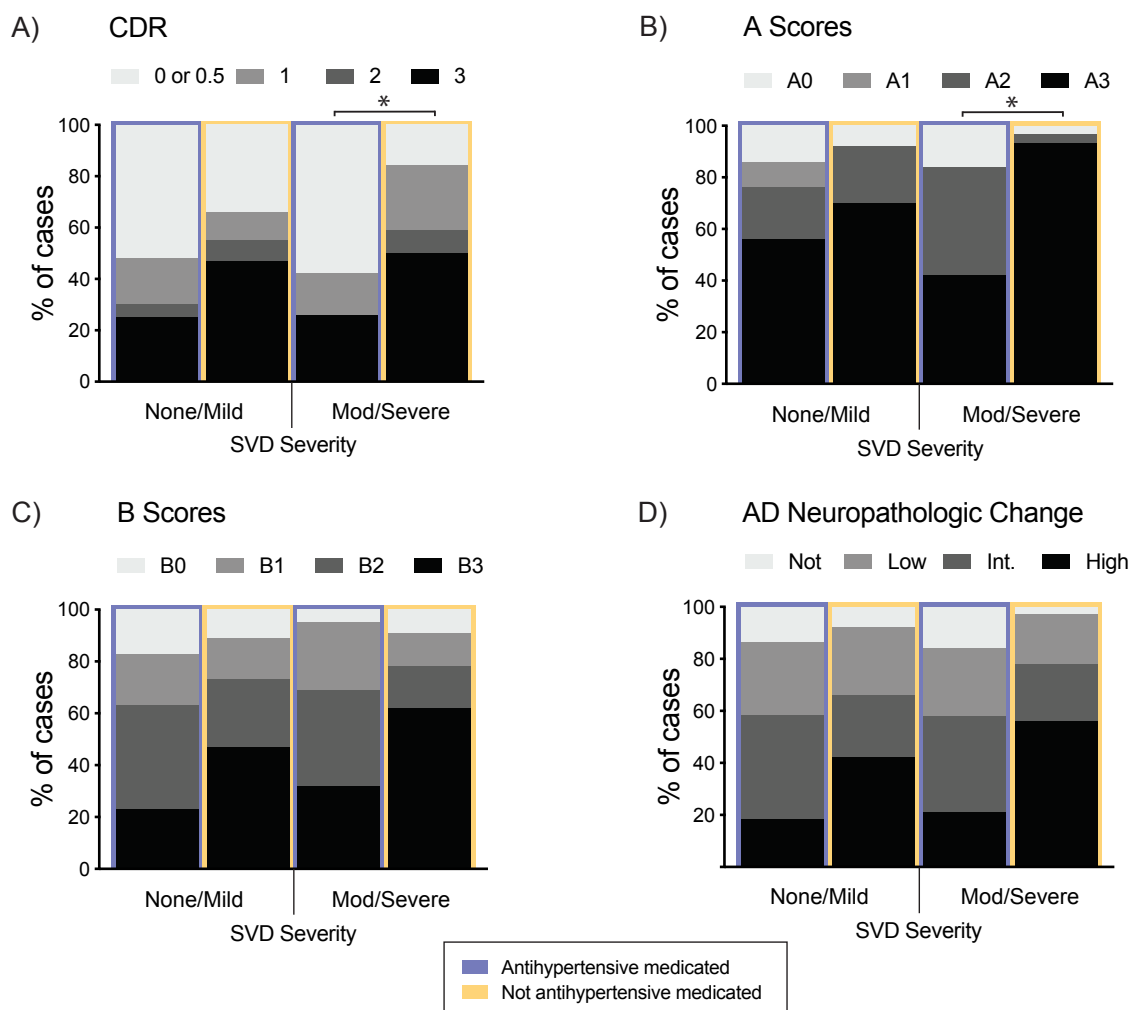 A) CDR
0 or 0.5 1 2 3
*
% of cases
100
80
60
40
20
0
None/Mild Mod/Severe
SVD Severity
B) A Scores
A0 A1 A2 A3
*
% of cases
100
80
60
40
20
0
None/Mild Mod/Severe
SVD Severity
C) B Scores
B0 B1 B2 B3
% of cases
100
80
60
40
20
0
None/Mild Mod/Severe
SVD Severity
D) AD Neuropathologic Change
Not Low Int. High
% of cases
100
80
60
40
20
None/Mild Mod/Severe
SVD Severity
Antihypertensive medicated
Not antihypertensive medicated